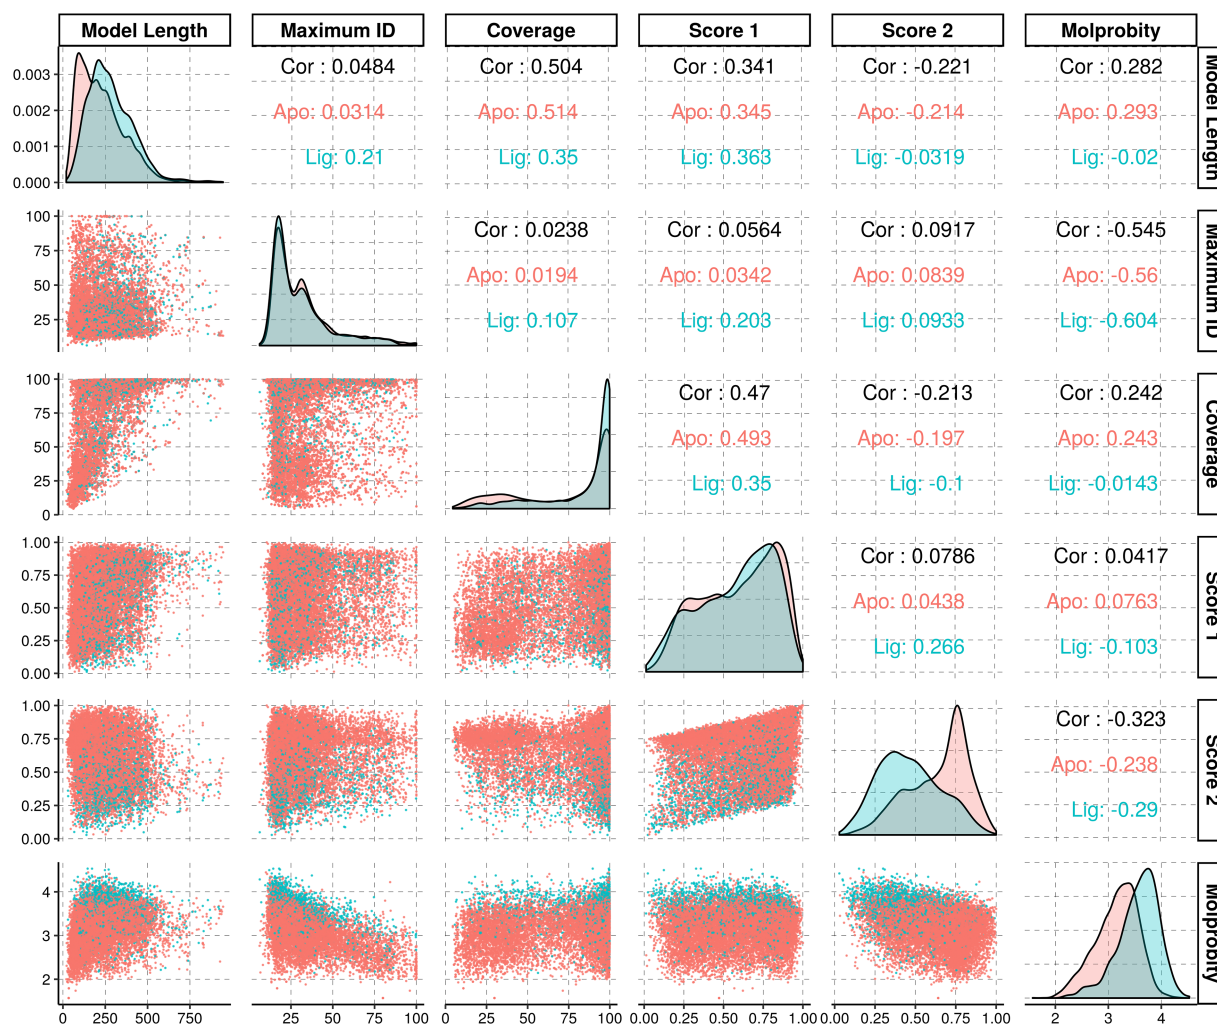 Model Length Maximum ID Coverage Score 1 Score 2 Molprobity
Cor : 0.0484 Cor : 0.504 Cor : 0.341 Cor : -0.221 Cor : 0.282
Apo: 0.0314 Apo: 0.514 Apo: 0.345 Apo: -0.214 Apo: 0.293
Lig: 0.21 Lig: 0.35 Lig: 0.363 Lig: -0.0319 Lig: -0.02
0.003
0.002
0.001
0.000
Model Length
Cor : 0.0238 Cor : 0.0564 Cor : 0.0917 Cor : -0.545
Apo: 0.0194 Apo: 0.0342 Apo: 0.0839 Apo: -0.56
Lig: 0.107 Lig: 0.203 Lig: 0.0933 Lig: -0.604
100
75
50
25
Maximum ID
Cor : 0.47 Cor : -0.213 Cor : 0.242
Apo: 0.493 Apo: -0.197 Apo: 0.243
Lig: 0.35 Lig: -0.1 Lig: -0.0143
100
75
50
25
0
Coverage
Cor : 0.0786 Cor : 0.0417
Apo: 0.0438 Apo: 0.0763
Lig: 0.266 Lig: -0.103
1.00
0.75
0.50
0.25
0.00
Score 1
Cor : -0.323
Apo: -0.238
Lig: -0.29
1.00
0.75
0.50
0.25
0.00
Score 2
4
3
2
Molprobity
0 250 500 750 25 50 75 100 0 25 50 75 100 0.00 0.25 0.50 0.75 1.00 0.00 0.25 0.50 0.75 1.00 2 3 4